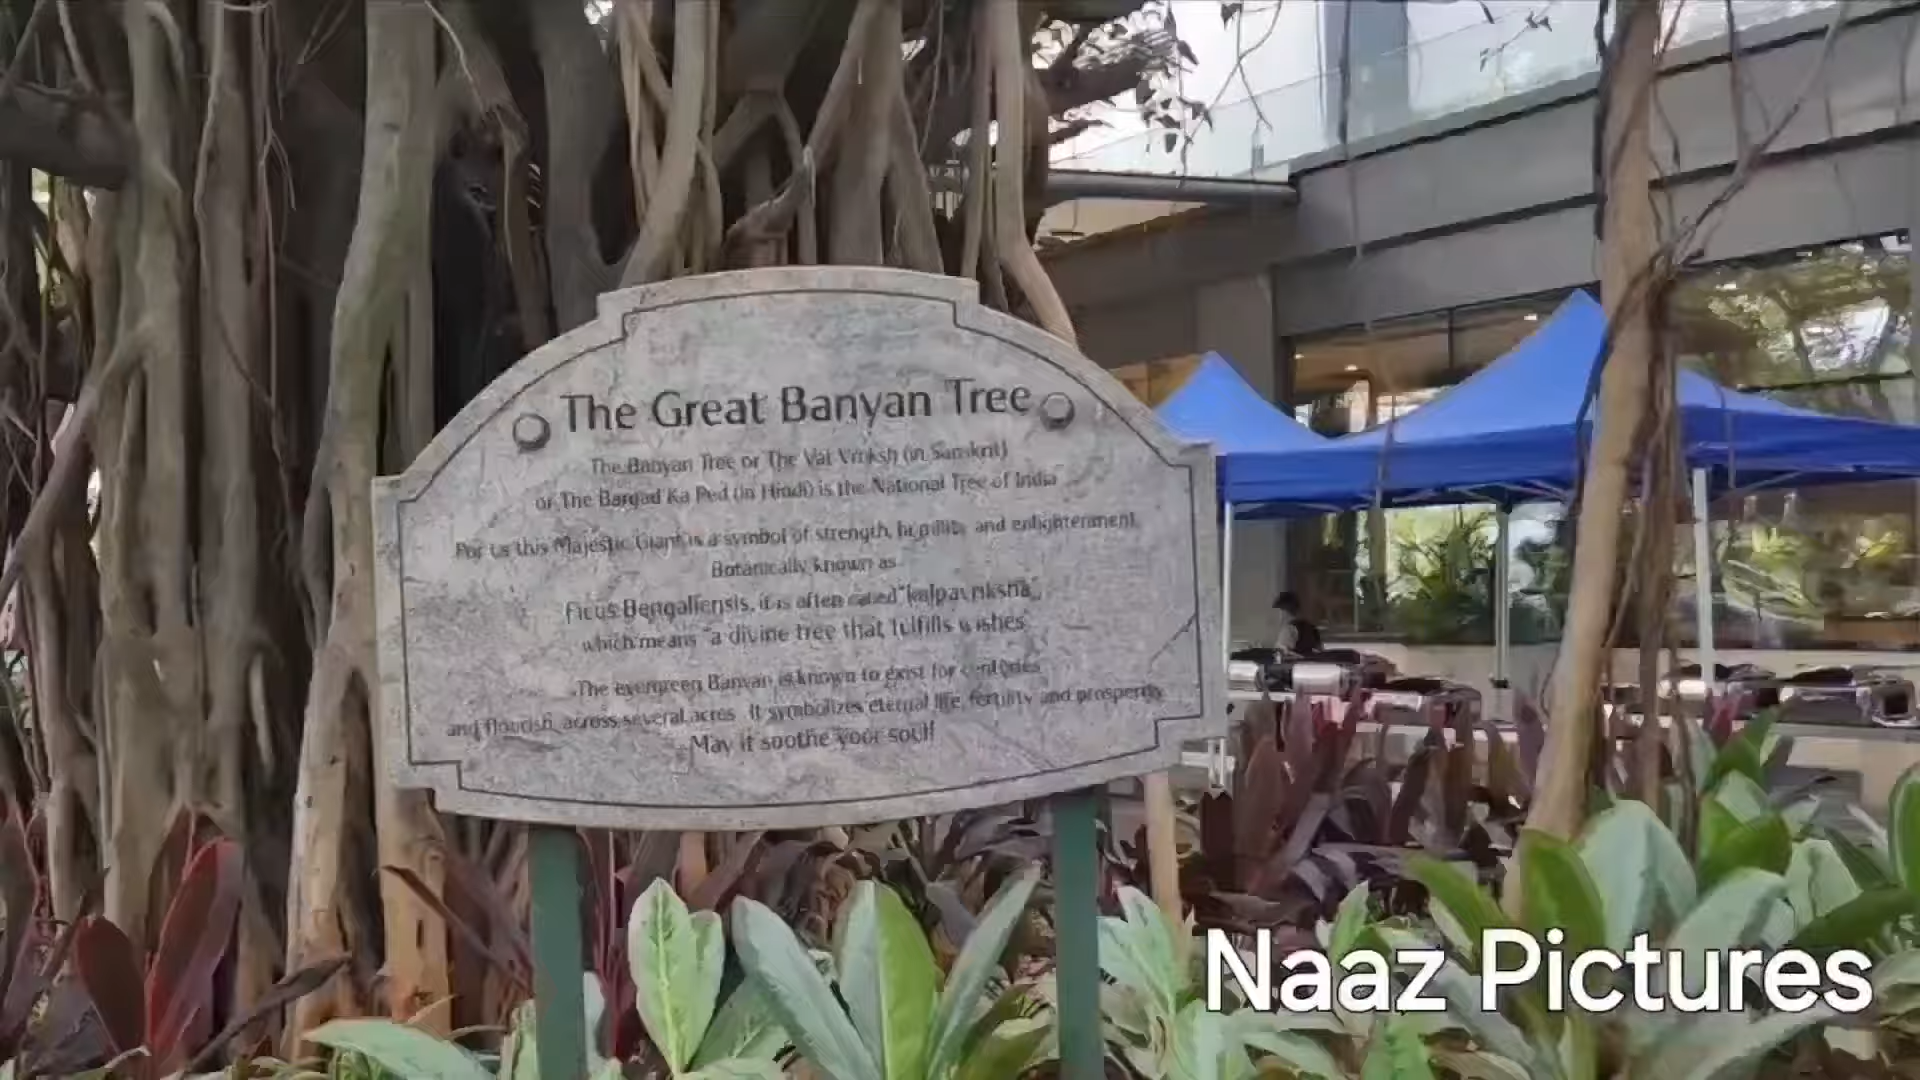 The Great Banyan Tree
The Banyan Tree or The Vat Vriksh (in Sanskrit)
or The Bargad Ka Ped (in Hindi) is the National Tree of India
For us this Majestic Giant is a symbol of strength, humility and enlightenment.
Botanically known as
Ficus Bengaliensis, it is often called "kalpavriksha",
which means "a divine tree that fulfills wishes"
The evergreen Banyan is known to exist for centuries
and flourish across several acres. It symbolizes eternal life, fertility and prosperity.
May it soothe your soul!
Naaz Pictures